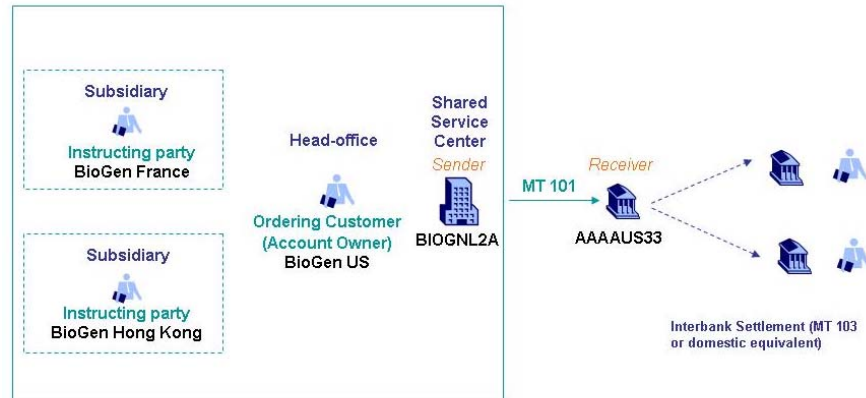 Subsidiary
Instructing party
BioGen France
Subsidiary
Instructing party
BioGen Hong Kong
Head-office
Ordering Customer
(Account Owner)
BioGen US
Shared
Service
Center
Sender
BIOGNL2A
MT 101
Receiver
AAAAUS33
Interbank Settlement (MT 103
or domestic equivalent)